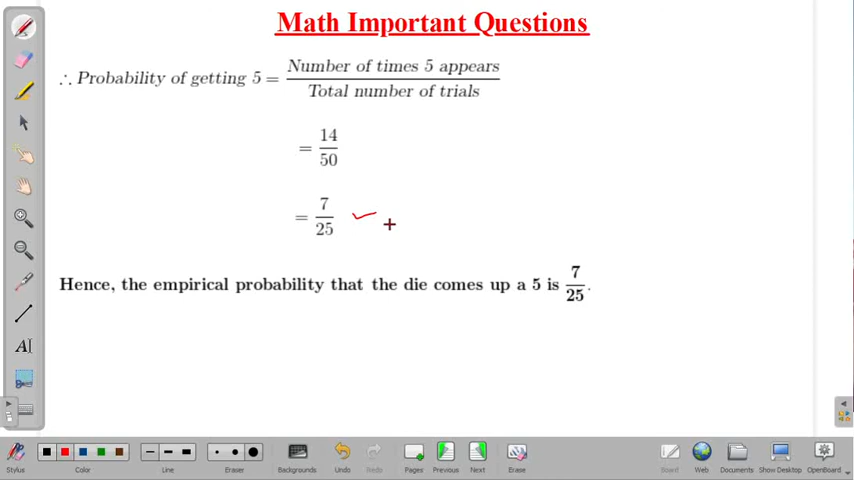 Math Important Questions
∴ Probability of getting 5 = Number of times 5 appears / Total number of trials
= 14/50
= 7/25
Hence, the empirical probability that the die comes up a 5 is 7/25.
Stylus
Color
Line
Eraser
Backgrounds
Undo
Redo
Pages
Previous
Next
Erase
Board
Web
Documents
Show Desktop
OpenBoard